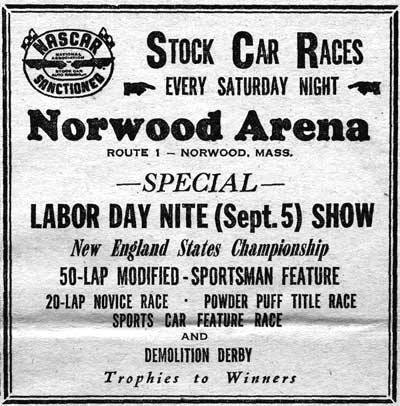 NASCAR
NATIONAL
ASSOCIATION
STOCK CAR
AUTO RACING
SANCTIONED
STOCK CAR RACES
EVERY SATURDAY NIGHT
Norwood Arena
ROUTE 1 – NORWOOD, MASS.
—SPECIAL—
LABOR DAY NITE (Sept. 5) SHOW
New England States Championship
50-LAP MODIFIED - SPORTSMAN FEATURE
20-LAP NOVICE RACE · POWDER PUFF TITLE RACE
SPORTS CAR FEATURE RACE
AND
DEMOLITION DERBY
Trophies to Winners